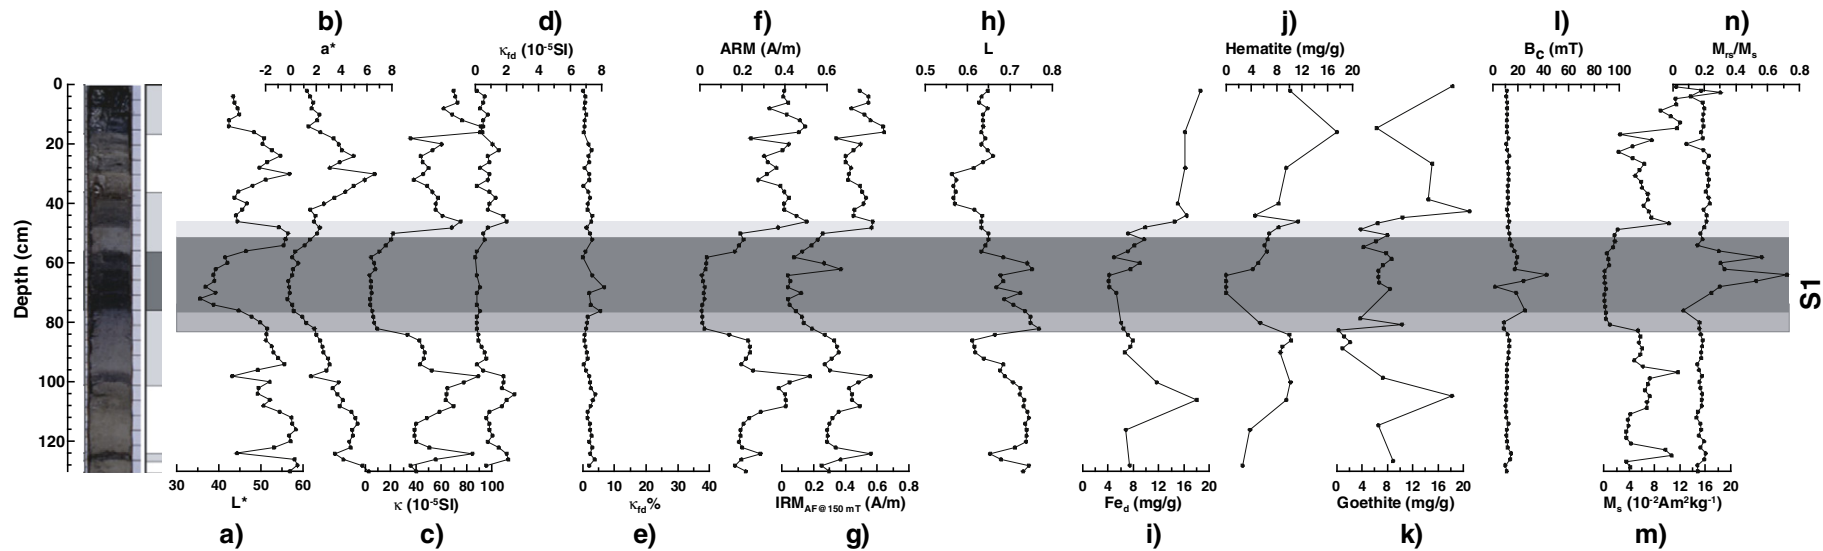 b) d) f) h) j) l) n)
a* κfd (10⁻⁵SI) ARM (A/m) L Hematite (mg/g) BC (mT) Mrs/Ms
-2 0 2 4 6 8 0 2 4 6 8 0 0.2 0.4 0.6 0.5 0.6 0.7 0.8 0 4 8 12 16 20 0 20 40 60 80 100 0 0.2 0.4 0.6 0.8
0
20
40
60
80
100
120
Depth (cm)
S1
30 40 50 60 0 20 40 60 80 100 0 10 20 30 40 0 0.2 0.4 0.6 0.8 0 4 8 12 16 20 0 4 8 12 16 20 0 4 8 12 16 20
L* κ (10⁻⁵SI) κfd% IRMAF@150 mT (A/m) Fed (mg/g) Goethite (mg/g) Ms (10⁻²Am²kg⁻¹)
a) c) e) g) i) k) m)